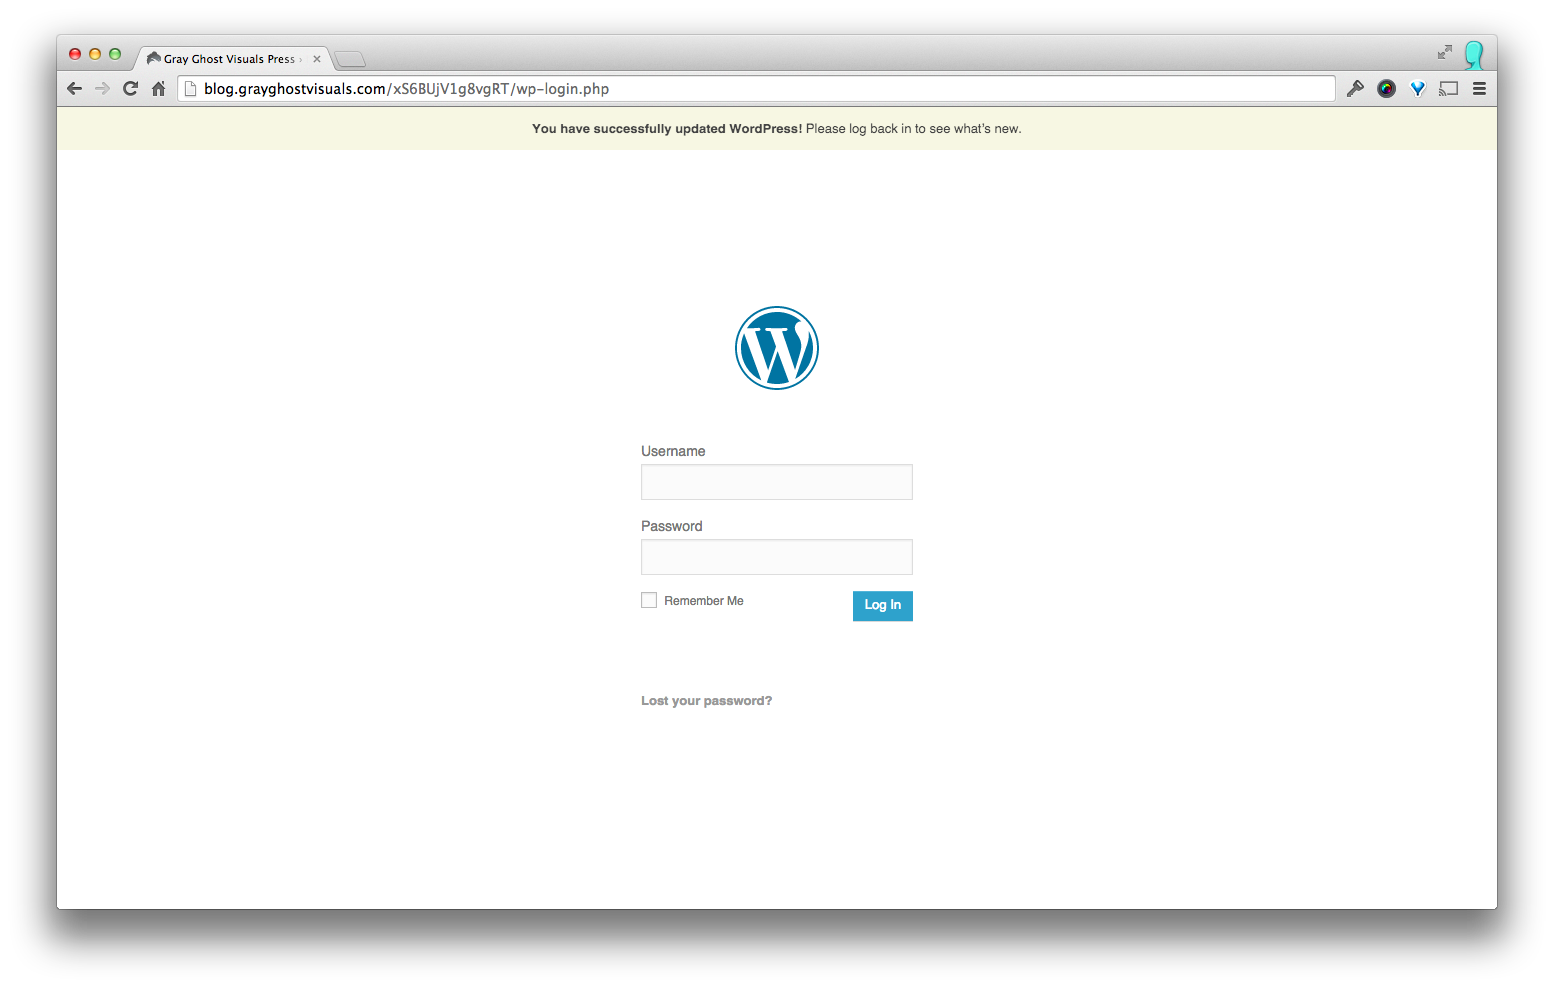 Gray Ghost Visuals Press ›
blog.grayghostvisuals.com/xS6BUjV1g8vgRT/wp-login.php
You have successfully updated WordPress! Please log back in to see what's new.
W
Username
Password
Remember Me
Log In
Lost your password?